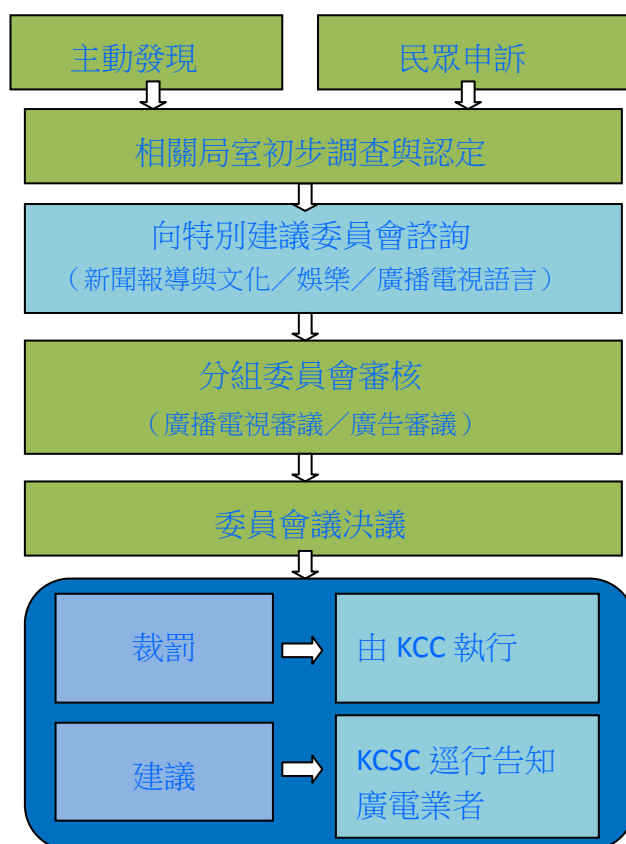 主動發現
民眾申訴
相關局室初步調查與認定
向特別建議委員會諮詢
（新聞報導與文化／娛樂／廣播電視語言）
分組委員會審核
（廣播電視審議／廣告審議）
委員會議決議
裁罰
由 KCC 執行
建議
KCSC 逕行告知
廣電業者